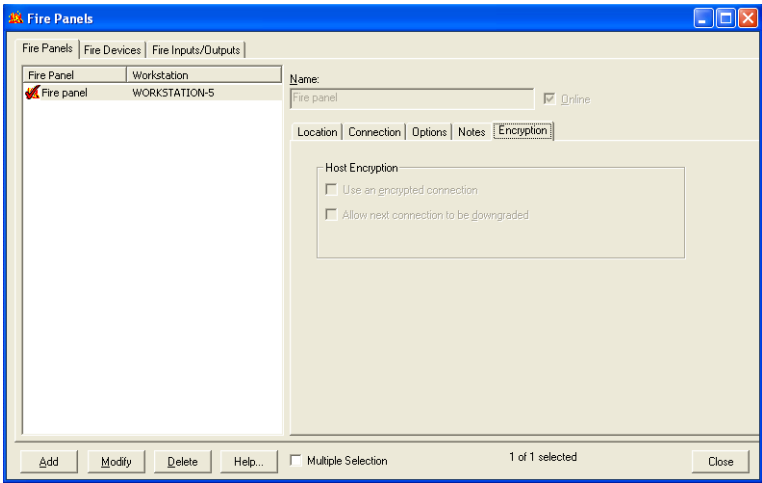 Fire Panels
Fire Panels Fire Devices Fire Inputs/Outputs
Fire Panel Workstation
Fire panel WORKSTATION-5
Name:
Fire panel Online
Location Connection Options Notes Encryption
Host Encryption
Use an encrypted connection
Allow next connection to be downgraded
Add Modify Delete Help... Multiple Selection 1 of 1 selected Close